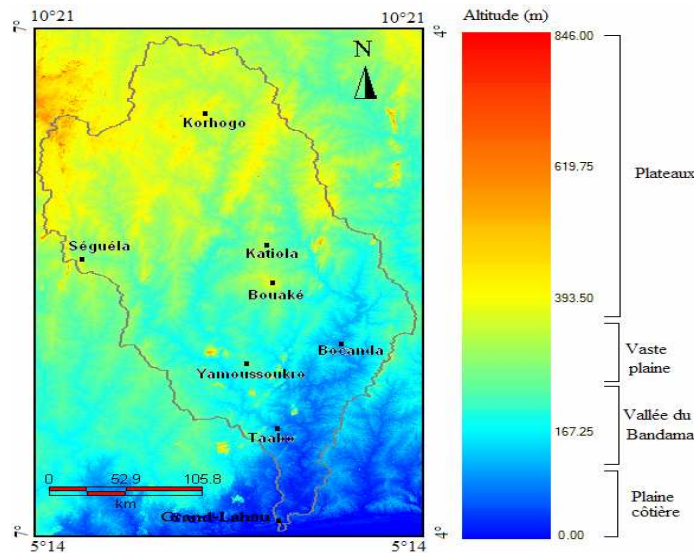 10°21
10°21
Altitude (m)
7°
4°
N
846.00
Korhogo
619.75
Plateaux
Séguéla
Katiola
Bouaké
393.50
Bocanda
Vaste
plaine
Yamoussoukro
Taabo
167.25
Vallée du
Bandama
0
52.9
105.8
km
Plaine
côtière
Grand-Lahou
7°
4°
0.00
5°14
5°14